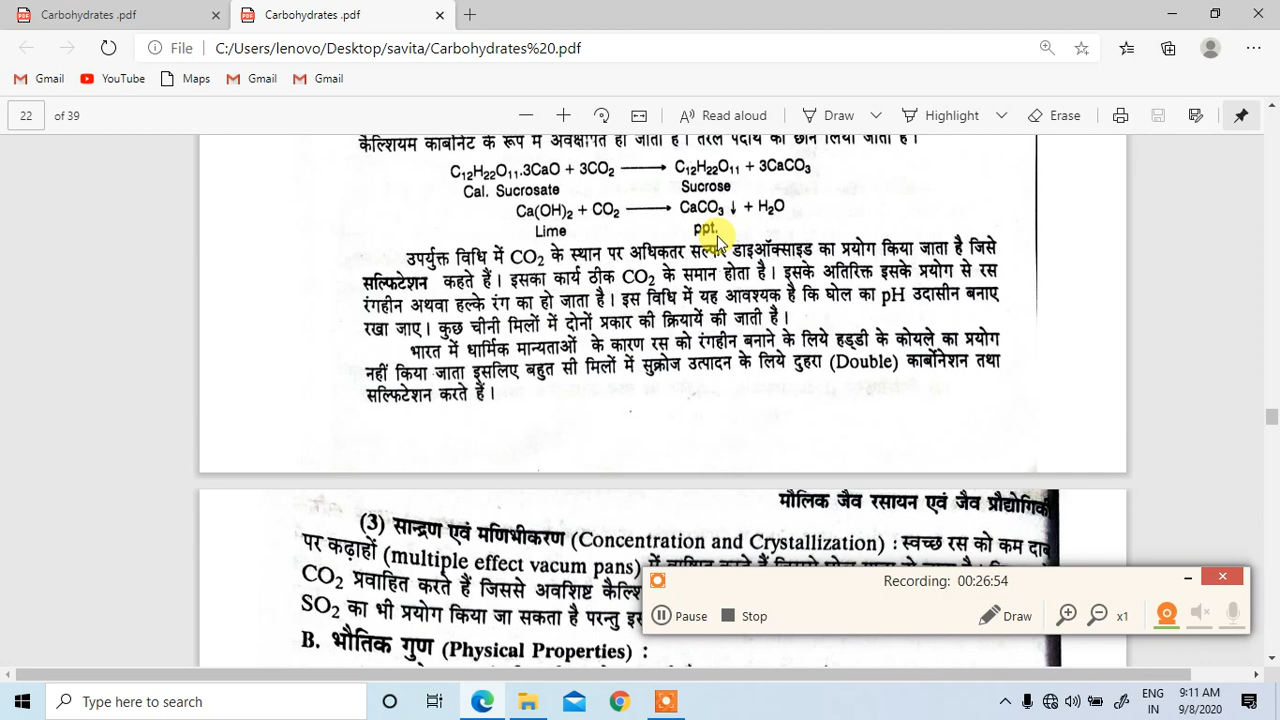 Carbohydrates .pdf
Carbohydrates .pdf
File C:/Users/lenovo/Desktop/savita/Carbohydrates%20.pdf
Gmail YouTube Maps Gmail Gmail
22 of 39 Read aloud Draw Highlight Erase
कैल्शियम कार्बोनेट के रूप में अवक्षेपित हो जाता है। तरल पदार्थ को छान लिया जाता है।
C12H22O11.3CaO + 3CO2 ⟶ C12H22O11 + 3CaCO3
Cal. Sucrosate Sucrose
Ca(OH)2 + CO2 ⟶ CaCO3 ↓ + H2O
Lime ppt.
उपर्युक्त विधि में CO2 के स्थान पर अधिकतर सल्फर डाइऑक्साइड का प्रयोग किया जाता है जिसे
सल्फिटेशन कहते हैं। इसका कार्य ठीक CO2 के समान होता है। इसके अतिरिक्त इसके प्रयोग से रस
रंगहीन अथवा हल्के रंग का हो जाता है। इस विधि में यह आवश्यक है कि घोल का pH उदासीन बनाए
रखा जाए। कुछ चीनी मिलों में दोनों प्रकार की क्रियायें की जाती हैं।
भारत में धार्मिक मान्यताओं के कारण रस को रंगहीन बनाने के लिये हड्डी के कोयले का प्रयोग
नहीं किया जाता इसलिए बहुत सी मिलों में सुक्रोज उत्पादन के लिये दुहरा (Double) कार्बोनेशन तथा
सल्फिटेशन करते हैं।
मौलिक जैव रसायन एवं जैव प्रौद्योगिकी
(3) सान्द्रण एवं मणिभीकरण (Concentration and Crystallization) : स्वच्छ रस को कम दाब
पर कढ़ाहों (multiple effect vacum pans) में
CO2 प्रवाहित करते हैं जिससे अवशिष्ट
SO2 का भी प्रयोग किया जा सकता है परन्तु
B. भौतिक गुण (Physical Properties) :
Recording: 00:26:54
Pause Stop Draw x1
Type here to search
ENG 9:11 AM
IN 9/8/2020